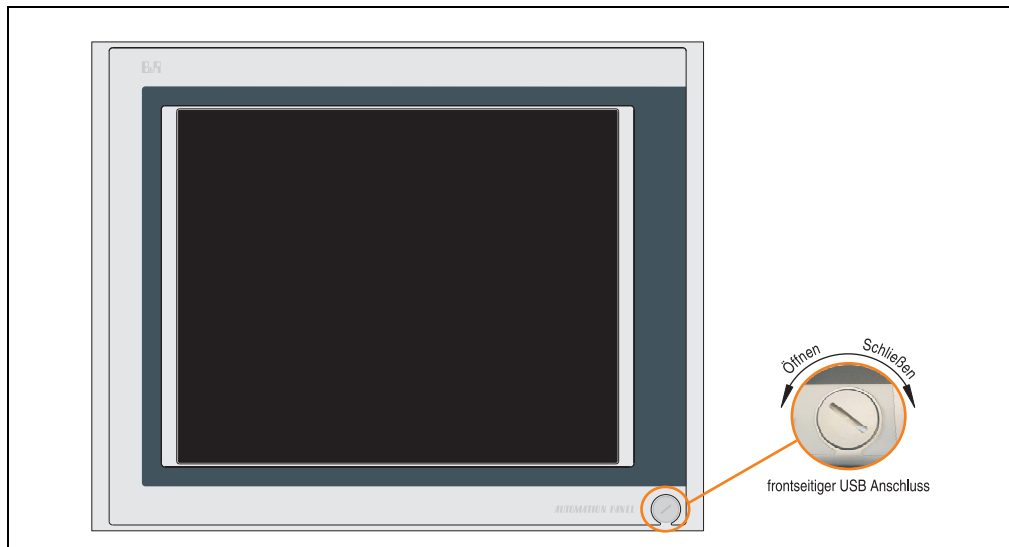 B&R
Öffnen
Schließen
frontseitiger USB Anschluss
AUTOMATION PANEL